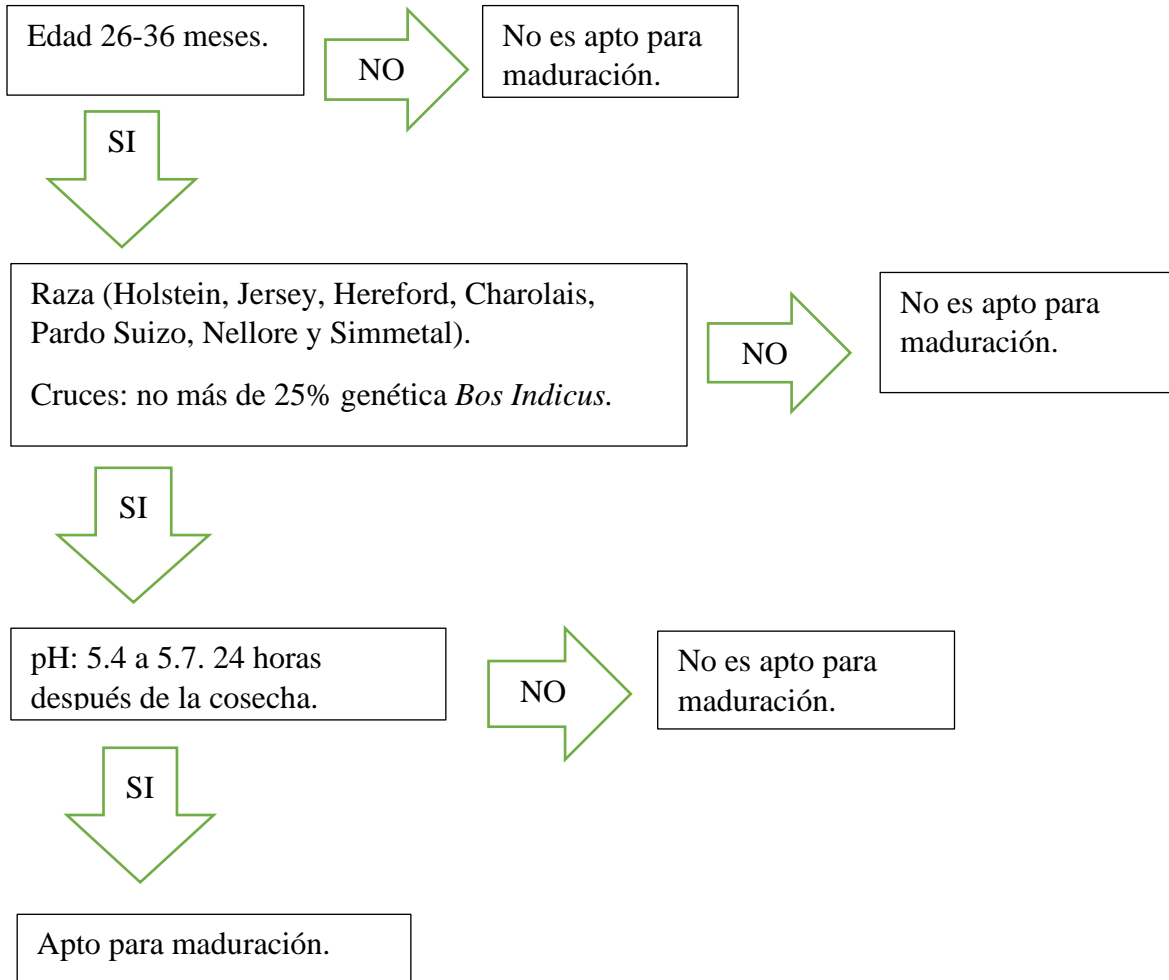 Edad 26-36 meses.
NO
No es apto para
maduración.
SI
Raza (Holstein, Jersey, Hereford, Charolais,
Pardo Suizo, Nellore y Simmetal).
Cruces: no más de 25% genética Bos Indicus.
NO
No es apto para
maduración.
SI
pH: 5.4 a 5.7. 24 horas
después de la cosecha.
NO
No es apto para
maduración.
SI
Apto para maduración.